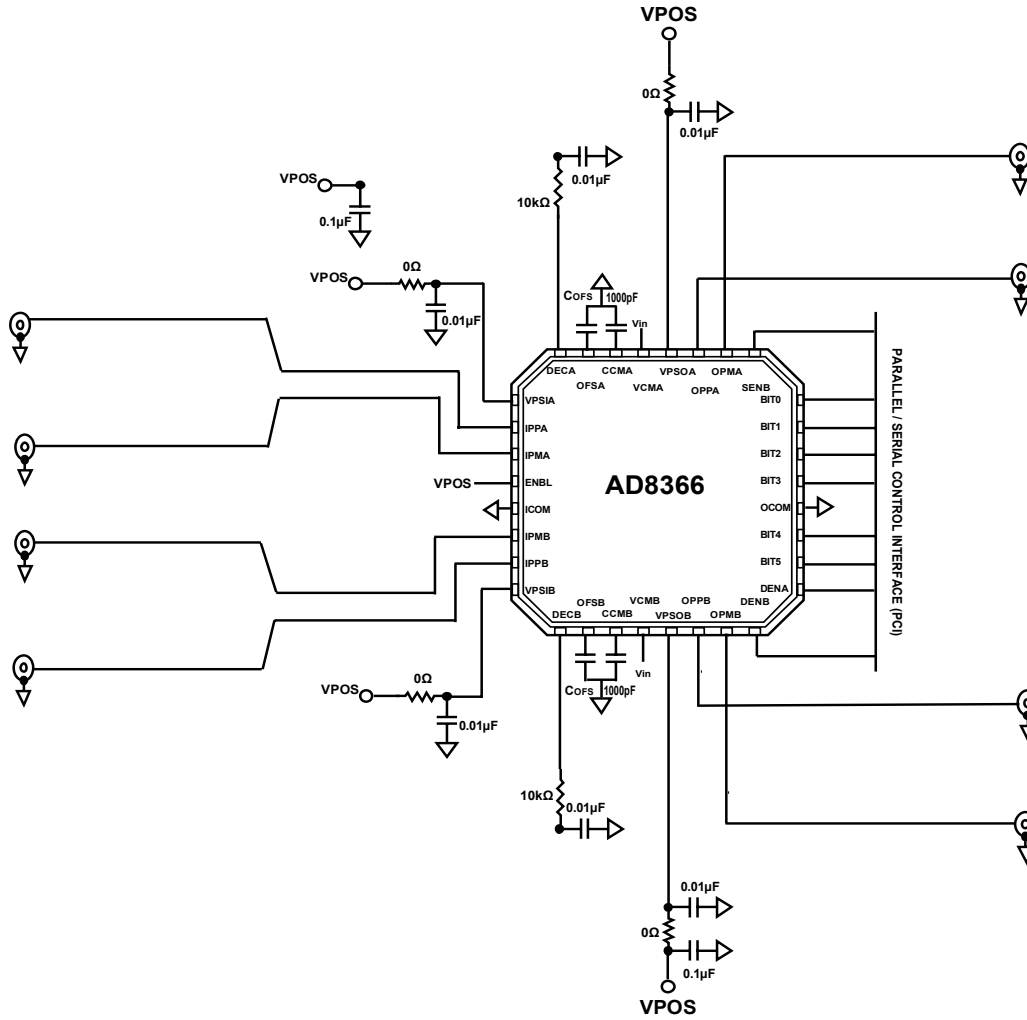 VPOS
0Ω
0.01µF
0.01µF
10kΩ
VPOS
0.1µF
VPOS
0Ω
0.01µF
COFS
1000pF
Vin
DECA
OFSA
CCMA
VCMA
VPSOA
OPPA
OPMA
SENB
VPSIA
IPPA
IPMA
VPOS
ENBL
ICOM
IPMB
IPPB
VPSIB
AD8366
BIT0
BIT1
BIT2
BIT3
OCOM
BIT4
BIT5
DENA
PARALLEL / SERIAL CONTROL INTERFACE (PCI)
DECB
OFSB
CCMB
VCMB
VPSOB
OPPB
OPMB
DENB
COFS
1000pF
Vin
VPOS
0Ω
0.01µF
10kΩ
0.01µF
0.01µF
0Ω
0.1µF
VPOS